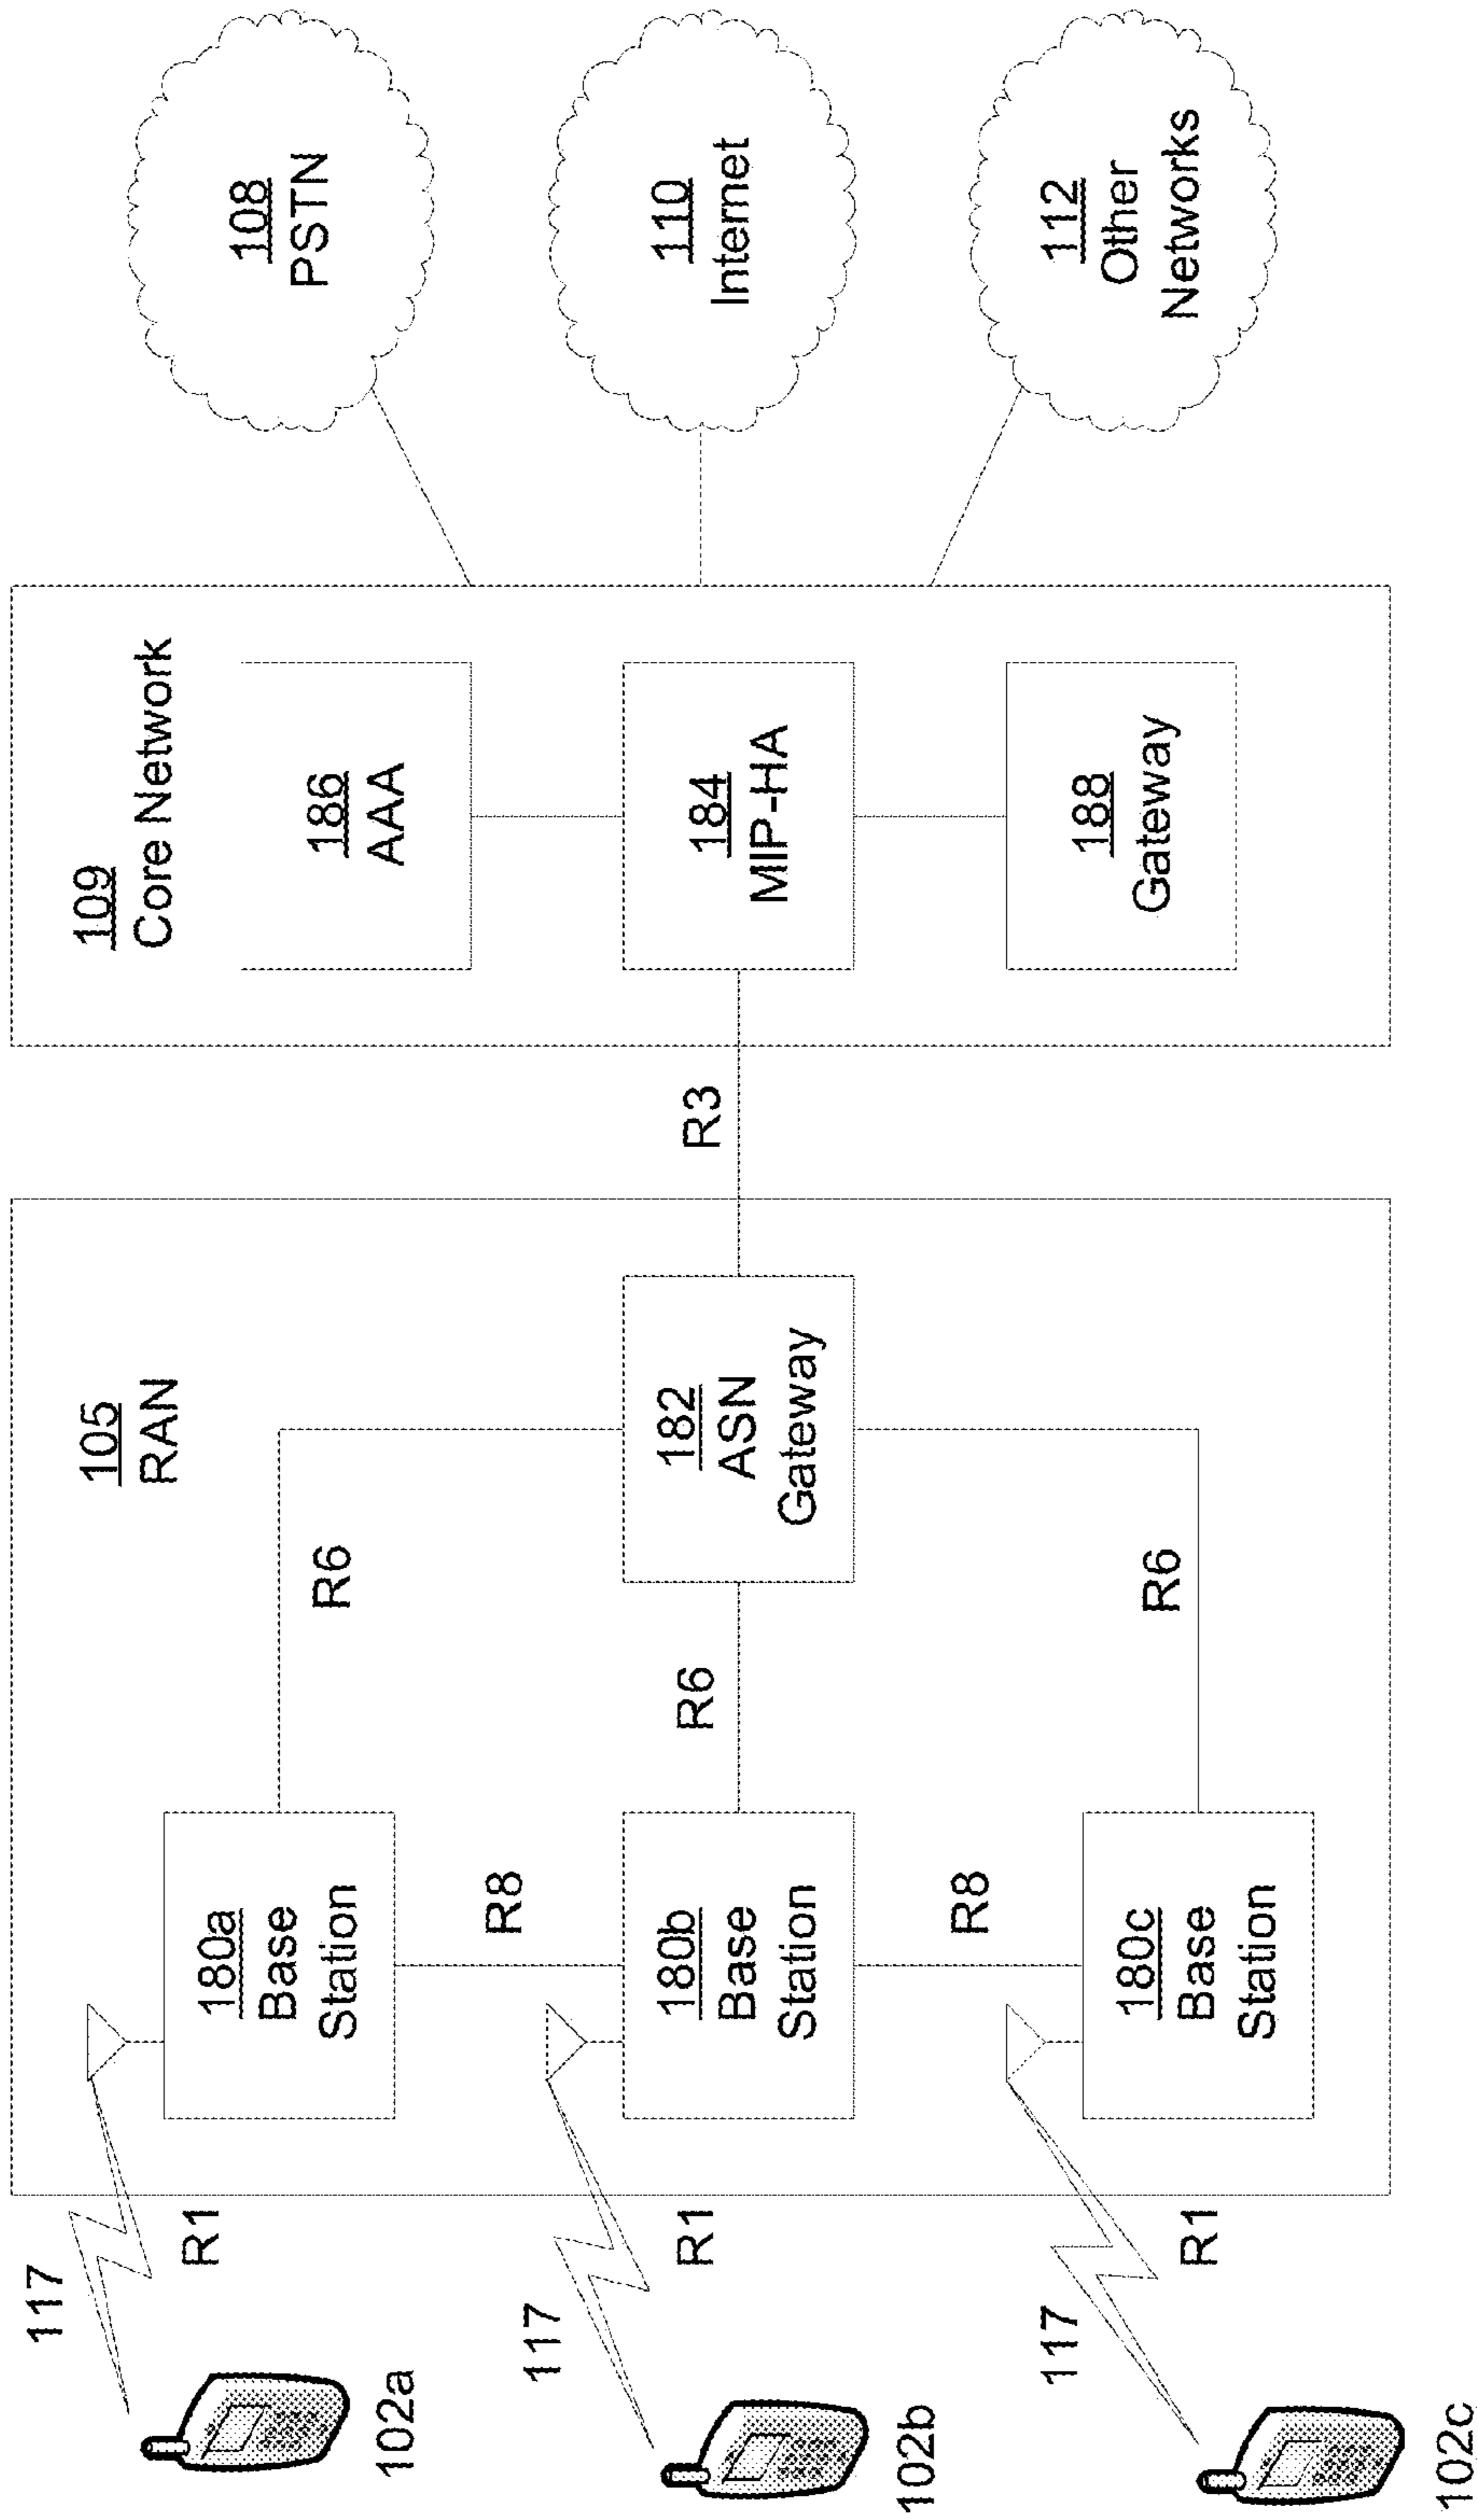 117
102a
R1
117
102b
R1
117
102c
R1
105
RAN
180a
Base
Station
R8
180b
Base
Station
R8
180c
Base
Station
R6
R6
R6
182
ASN
Gateway
R3
109
Core Network
186
AAA
184
MIP-HA
188
Gateway
108
PSTN
110
Internet
112
Other
Networks